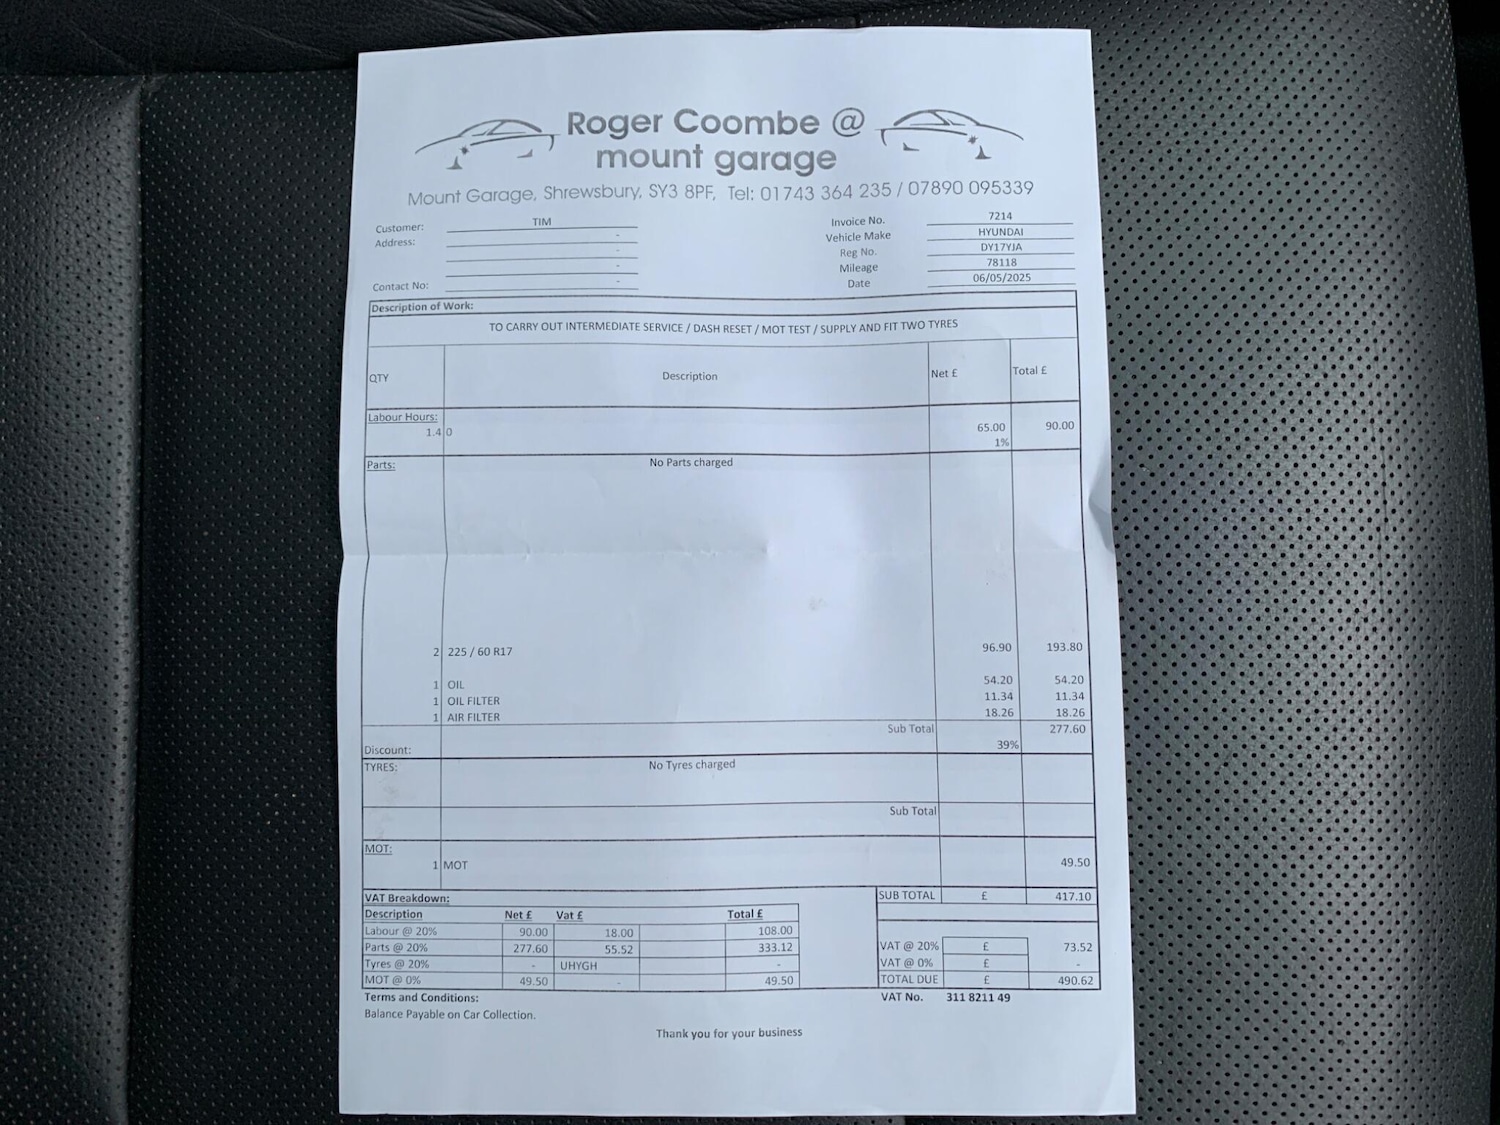 Roger Coombe @
mount garage
Mount Garage, Shrewsbury, SY3 8PF, Tel: 01743 364 235 / 07890 095339
Customer: TIM
Address: -
-
-
Contact No: -
Invoice No. 7214
Vehicle Make HYUNDAI
Reg No. DY17YJA
Mileage 78118
Date 06/05/2025
Description of Work:
TO CARRY OUT INTERMEDIATE SERVICE / DASH RESET / MOT TEST / SUPPLY AND FIT TWO TYRES
QTY Description Net £ Total £
Labour Hours:
1.4 0 65.00 90.00
1%
Parts: No Parts charged
2 225 / 60 R17 96.90 193.80
1 OIL 54.20 54.20
1 OIL FILTER 11.34 11.34
1 AIR FILTER 18.26 18.26
Sub Total 277.60
Discount: 39%
TYRES: No Tyres charged
Sub Total
MOT:
1 MOT 49.50
VAT Breakdown:
Description Net £ Vat £ Total £
Labour @ 20% 90.00 18.00 108.00
Parts @ 20% 277.60 55.52 333.12
Tyres @ 20% - UHYGH -
MOT @ 0% 49.50 - 49.50
SUB TOTAL £ 417.10
VAT @ 20% £ 73.52
VAT @ 0% £ -
TOTAL DUE £ 490.62
Terms and Conditions:
VAT No. 311 8211 49
Balance Payable on Car Collection.
Thank you for your business